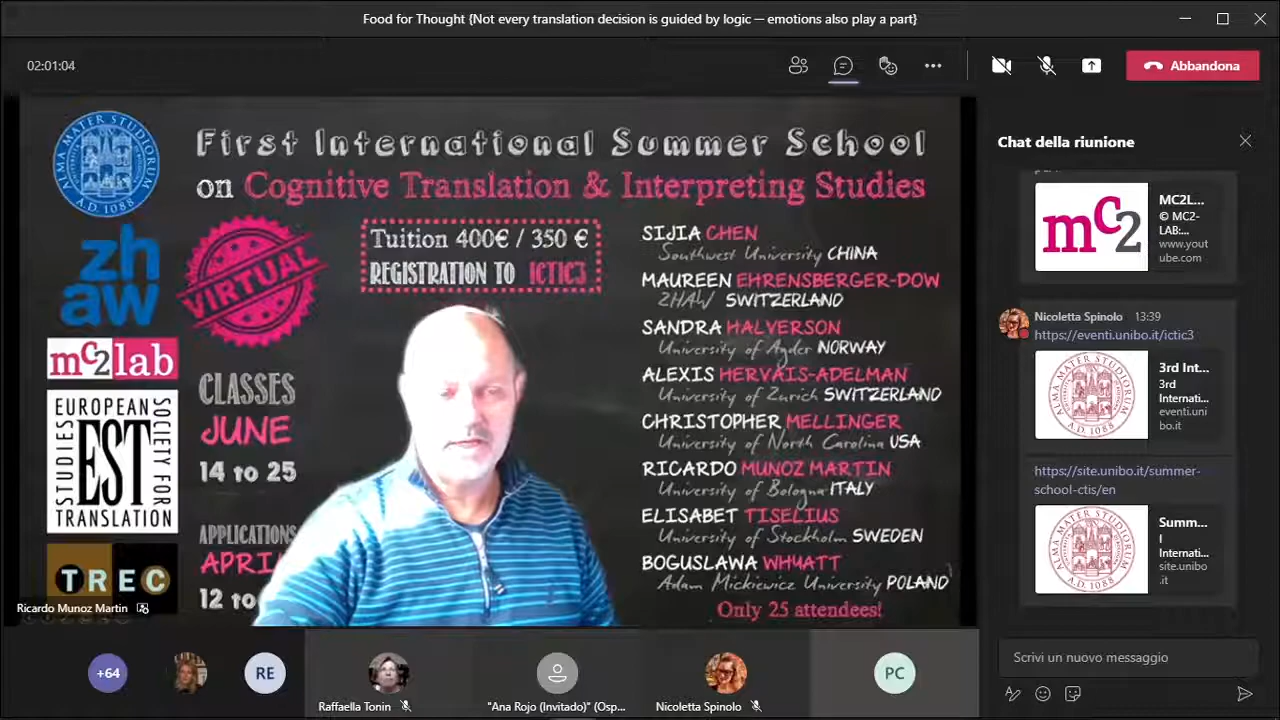 Food for Thought {Not every translation decision is guided by logic — emotions also play a part}
02:01:04
Abbandona
ALMA MATER STUDIORUM
A.D. 1088
First International Summer School
on Cognitive Translation & Interpreting Studies
zh
aw
VIRTUAL
Tuition 400€ / 350 €
REGISTRATION TO ICTIC3
mc2lab
EUROPEAN
SOCIETY FOR
STUDIES
EST
TRANSLATION
TREC
CLASSES
JUNE
14 to 25
APPLICATIONS
APRI
12 to
SIJIA CHEN
Southwest University CHINA
MAUREEN EHRENSBERGER-DOW
ZHAW SWITZERLAND
SANDRA HALVERSON
University of Agder NORWAY
ALEXIS HERVAIS-ADELMAN
University of Zurich SWITZERLAND
CHRISTOPHER MELLINGER
University of North Carolina USA
RICARDO MUNOZ MARTIN
University of Bologna ITALY
ELISABET TISELIUS
University of Stockholm SWEDEN
BOGUSLAWA WHYATT
Adam Mickiewicz University POLAND
Only 25 attendees!
Ricardo Munoz Martin
+64
RE
Raffaella Tonin
"Ana Rojo (Invitado)" (Osp...
Nicoletta Spinolo
PC
Chat della riunione
mc2
MC2L...
© MC2-
LAB:...
www.yout
ube.com
Nicoletta Spinolo 13:39
https://eventi.unibo.it/ictic3
3rd Int...
3rd
Internati...
eventi.uni
bo.it
https://site.unibo.it/summer-
school-ctis/en
Summ...
Internati...
site.unibo
.it
Scrivi un nuovo messaggio